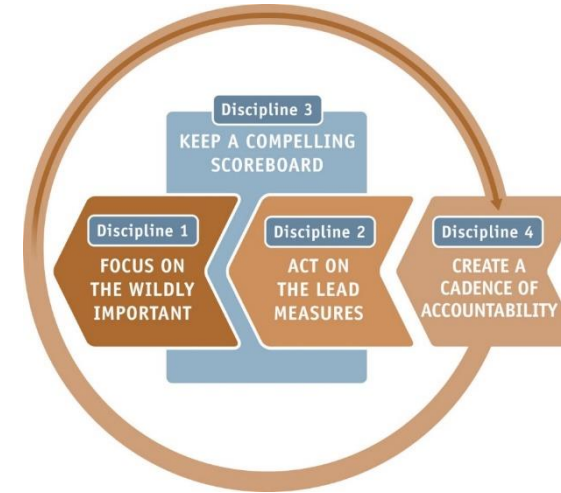 Discipline 3
KEEP A COMPELLING
SCOREBOARD
Discipline 1
FOCUS ON
THE WILDLY
IMPORTANT
Discipline 2
ACT ON
THE LEAD
MEASURES
Discipline 4
CREATE A
CADENCE OF
ACCOUNTABILITY